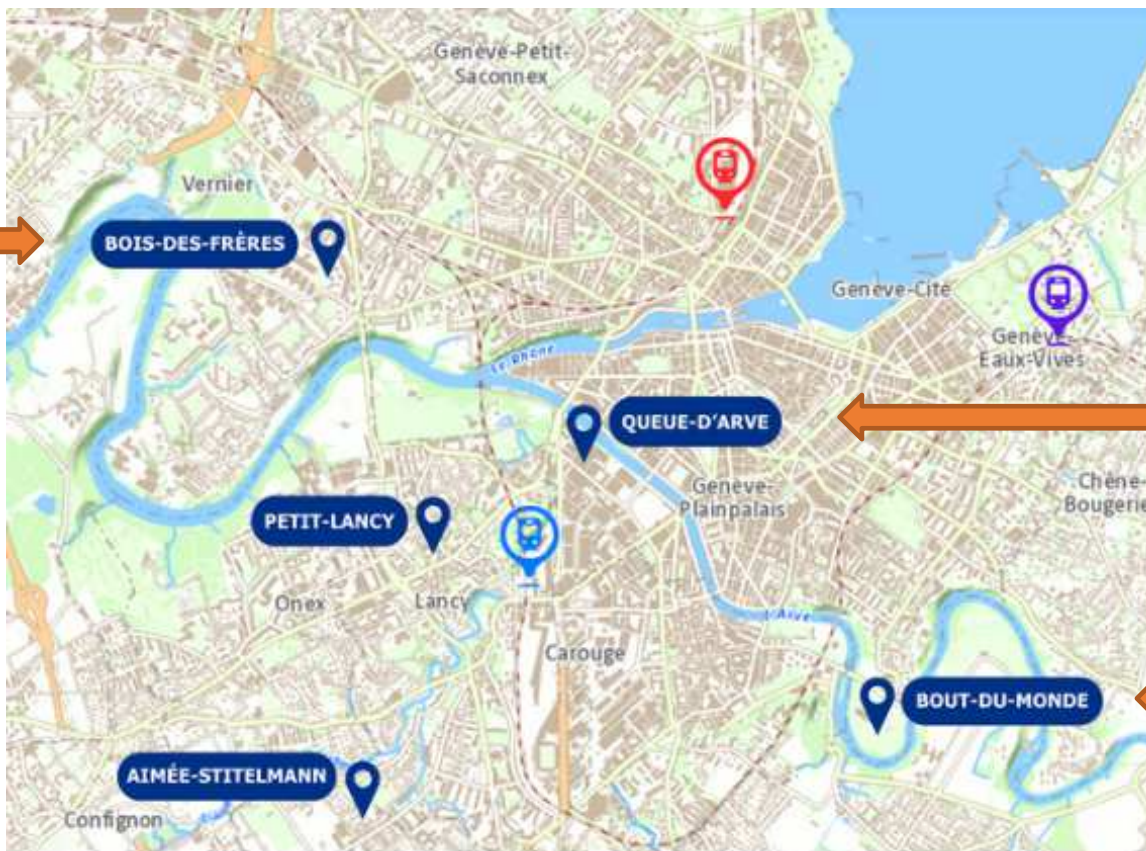 Genève-Petit-
Saconnex
Vernier
BOIS-DES-FRÈRES
Genève-Cité
Genève-
Eaux-Vives
Le Rhône
QUEUE-D'ARVE
Chêne-
Bougerie
Genève-
Plainpalais
PETIT-LANCY
Onex
Lancy
L'Arve
Carouge
BOUT-DU-MONDE
AIMÉE-STITELMANN
Confignon